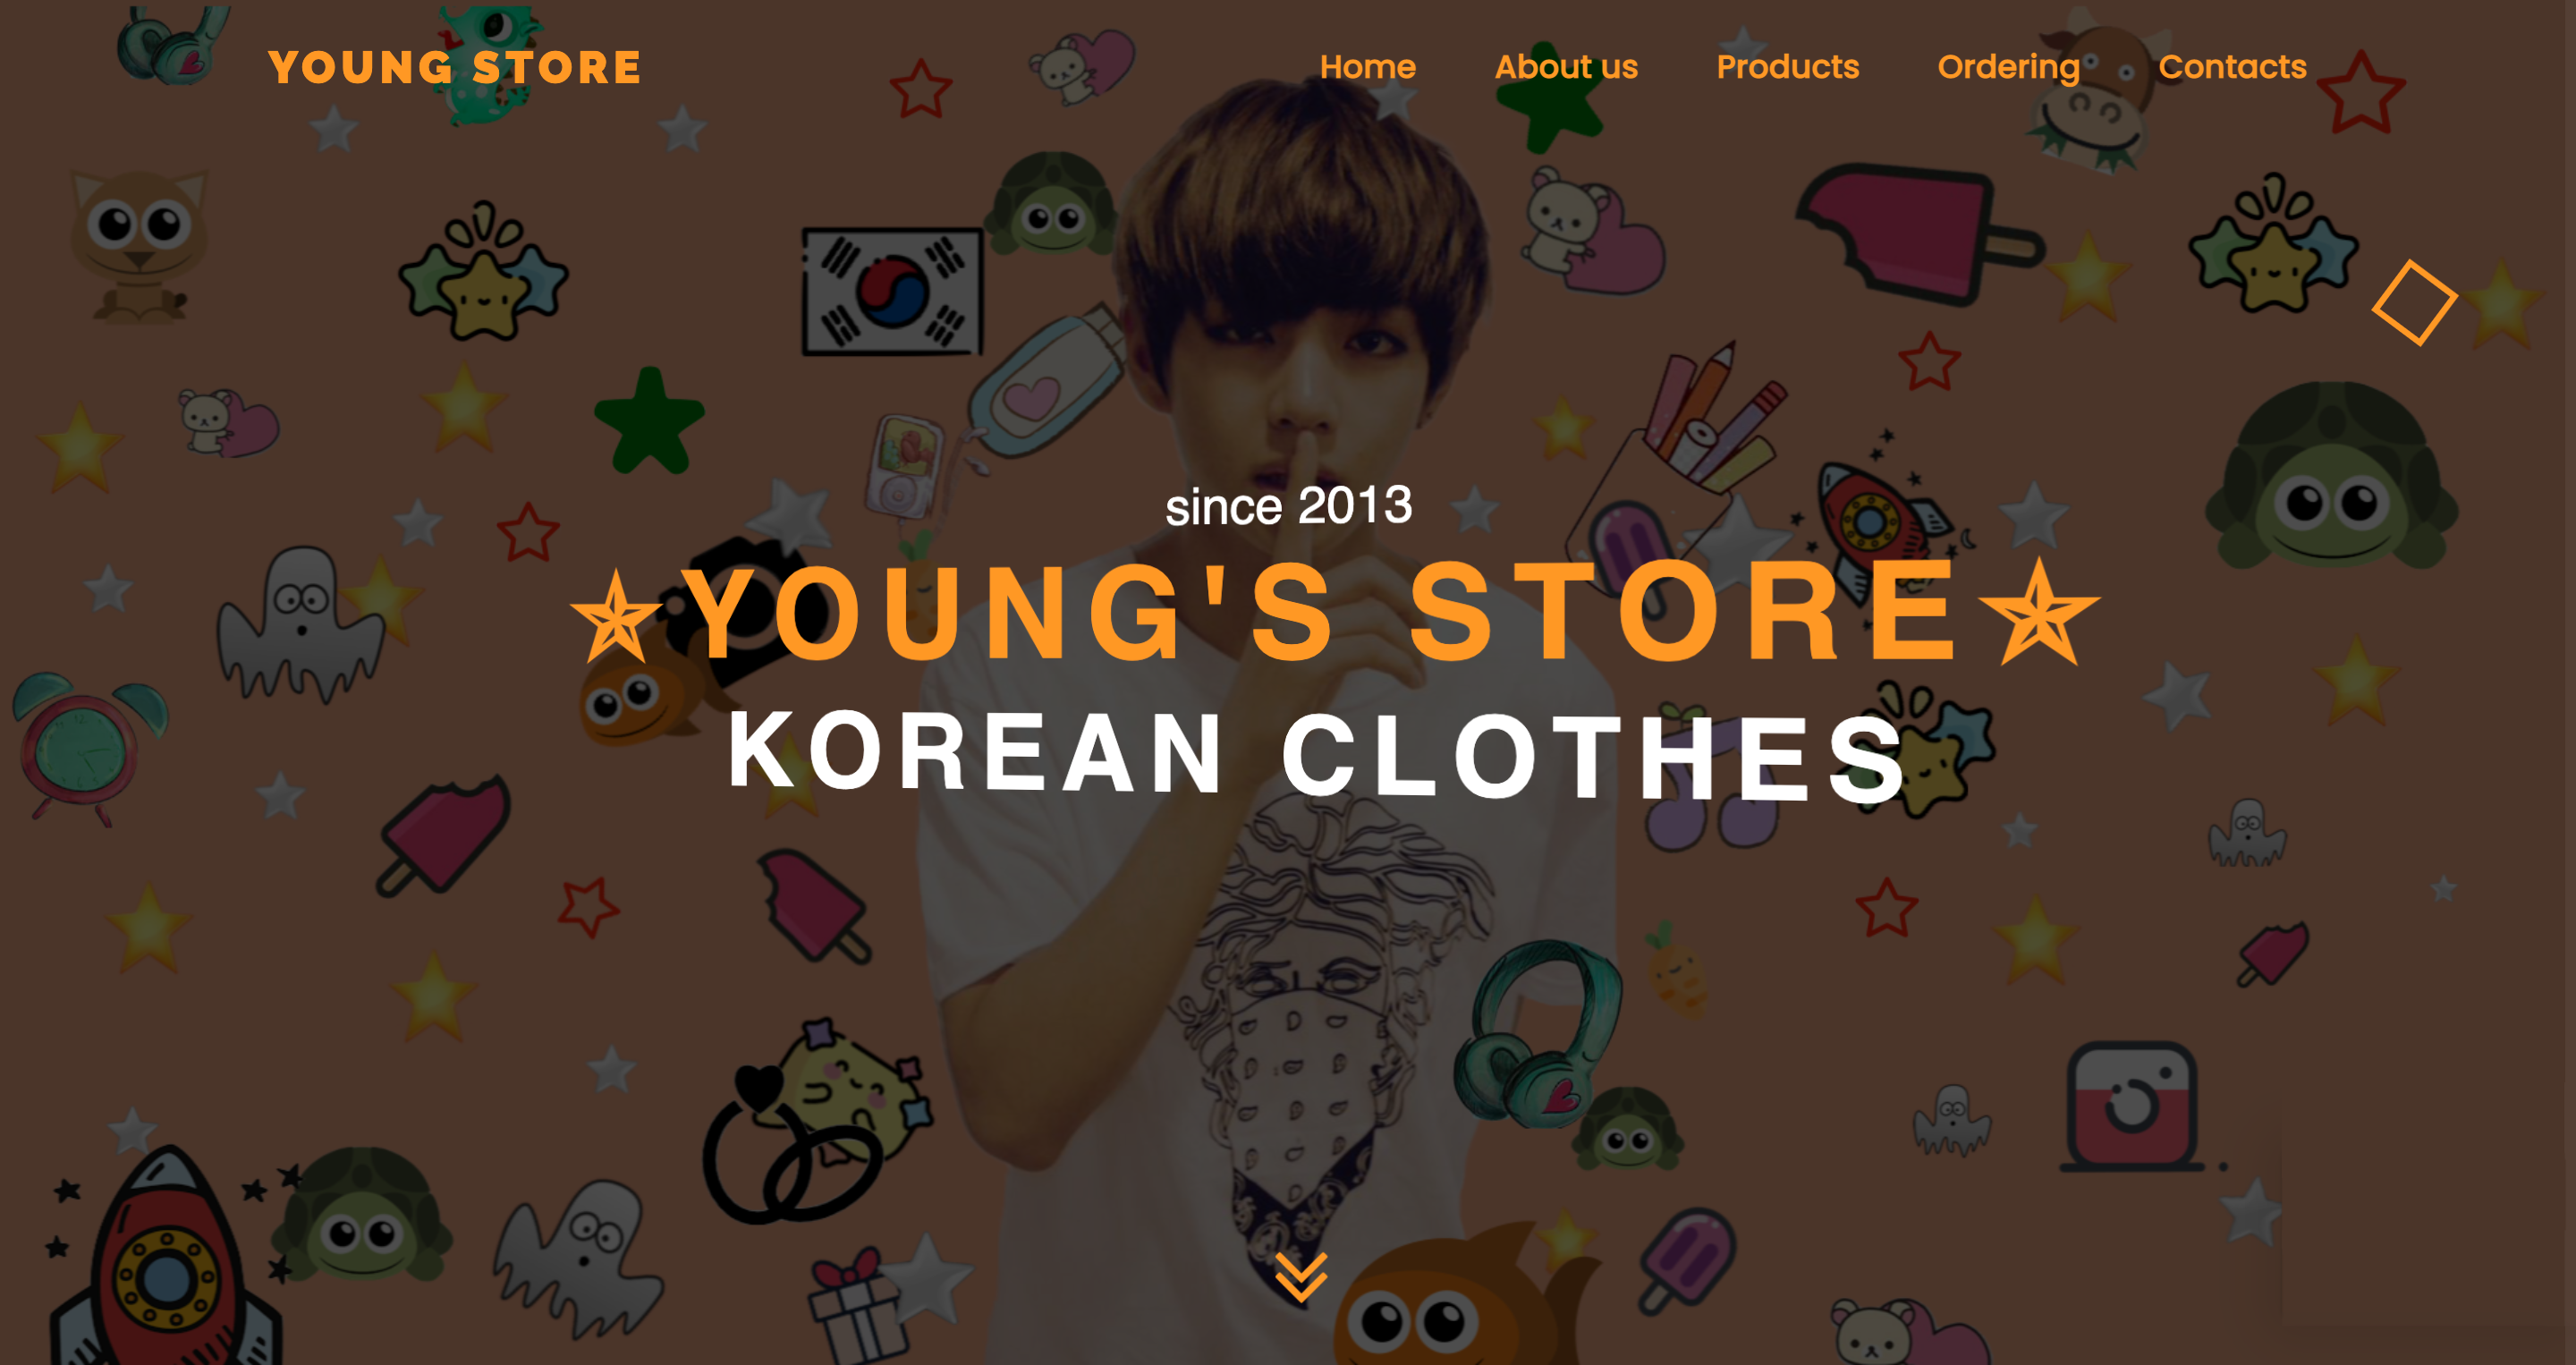 YOUNG STORE
Home About us Products Ordering Contacts
since 2013
YOUNG'S STORE
KOREAN CLOTHES